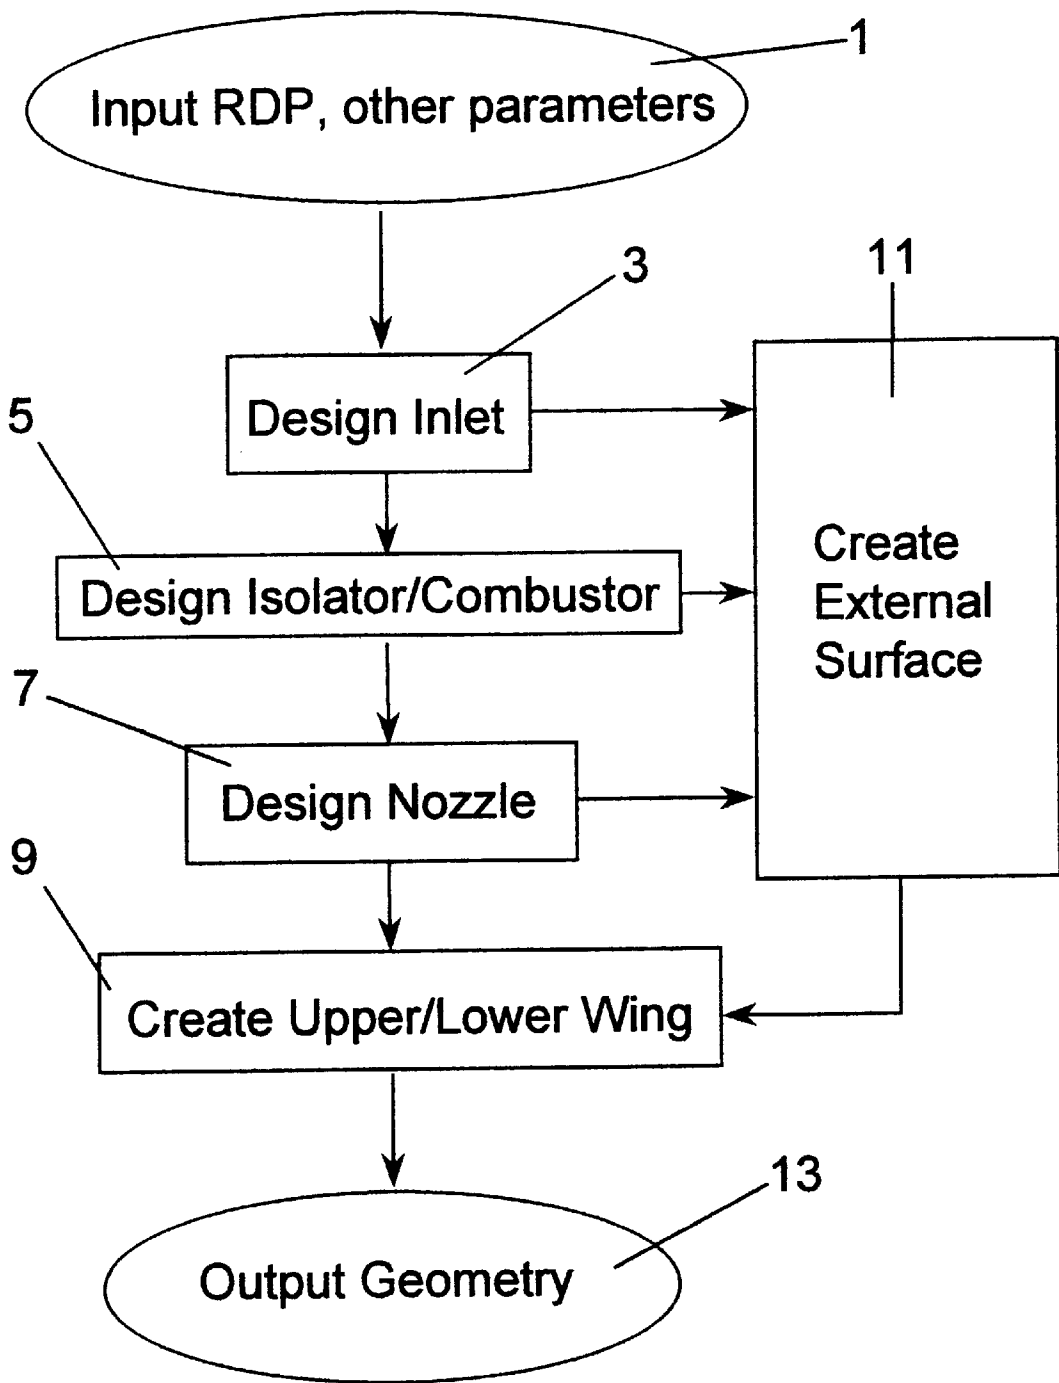 1
Input RDP, other parameters
3
11
Design Inlet
5
Create
External
Surface
Design Isolator/Combustor
7
Design Nozzle
9
Create Upper/Lower Wing
13
Output Geometry